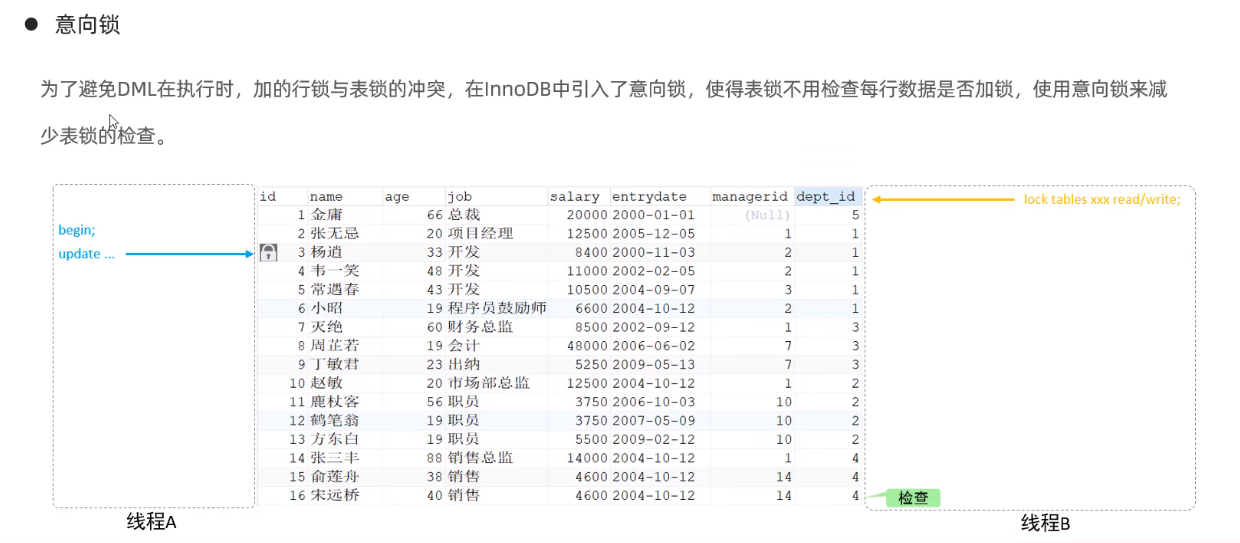 意向锁
为了避免DML在执行时，加的行锁与表锁的冲突，在InnoDB中引入了意向锁，使得表锁不用检查每行数据是否加锁，使用意向锁来减
少表锁的检查。
id name age job salary entrydate managerid dept_id
1 金庸 66 总裁 20000 2000-01-01 (Null) 5
2 张无忌 20 项目经理 12500 2005-12-05 1 1
3 杨逍 33 开发 8400 2000-11-03 2 1
4 韦一笑 48 开发 11000 2002-02-05 2 1
5 常遇春 43 开发 10500 2004-09-07 3 1
6 小昭 19 程序员鼓励师 6600 2004-10-12 2 1
7 灭绝 60 财务总监 8500 2002-09-12 1 3
8 周芷若 19 会计 48000 2006-06-02 7 3
9 丁敏君 23 出纳 5250 2009-05-13 7 3
10 赵敏 20 市场部总监 12500 2004-10-12 1 2
11 鹿杖客 56 职员 3750 2006-10-03 10 2
12 鹤笔翁 19 职员 3750 2007-05-09 10 2
13 方东白 19 职员 5500 2009-02-12 10 2
14 张三丰 88 销售总监 14000 2004-10-12 1 4
15 俞莲舟 38 销售 4600 2004-10-12 14 4
16 宋远桥 40 销售 4600 2004-10-12 14 4
begin;
update ...
lock tables xxx read/write;
检查
线程A
线程B